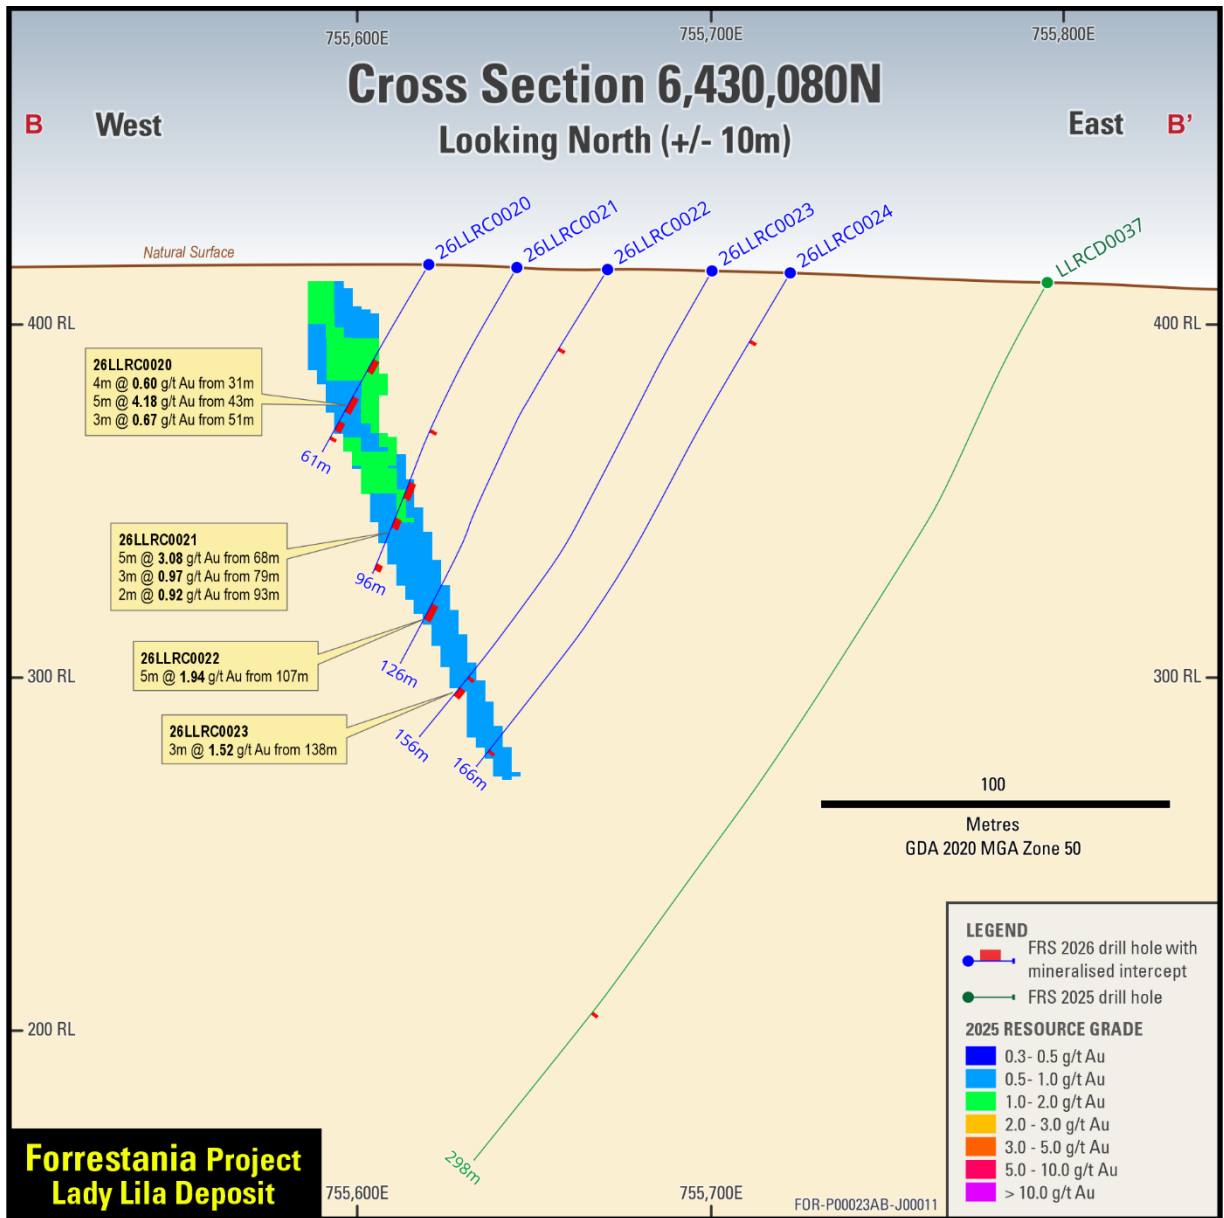 755,600E
755,700E
755,800E
Cross Section 6,430,080N
B West
East B'
Looking North (+/- 10m)
26LLRC0020
26LLRC0021
26LLRC0022
26LLRC0023
26LLRC0024
LLRCD0037
Natural Surface
400 RL
400 RL
26LLRC0020
4m @ 0.60 g/t Au from 31m
5m @ 4.18 g/t Au from 43m
3m @ 0.67 g/t Au from 51m
61m
26LLRC0021
5m @ 3.08 g/t Au from 68m
3m @ 0.97 g/t Au from 79m
2m @ 0.92 g/t Au from 93m
96m
26LLRC0022
5m @ 1.94 g/t Au from 107m
126m
300 RL
300 RL
26LLRC0023
3m @ 1.52 g/t Au from 138m
156m
166m
100
Metres
GDA 2020 MGA Zone 50
200 RL
298m
LEGEND
FRS 2026 drill hole with
mineralised intercept
FRS 2025 drill hole
2025 RESOURCE GRADE
0.3- 0.5 g/t Au
0.5- 1.0 g/t Au
1.0- 2.0 g/t Au
2.0 - 3.0 g/t Au
3.0 - 5.0 g/t Au
5.0 - 10.0 g/t Au
> 10.0 g/t Au
Forrestania Project
Lady Lila Deposit
755,600E
755,700E
FOR-P00023AB-J00011